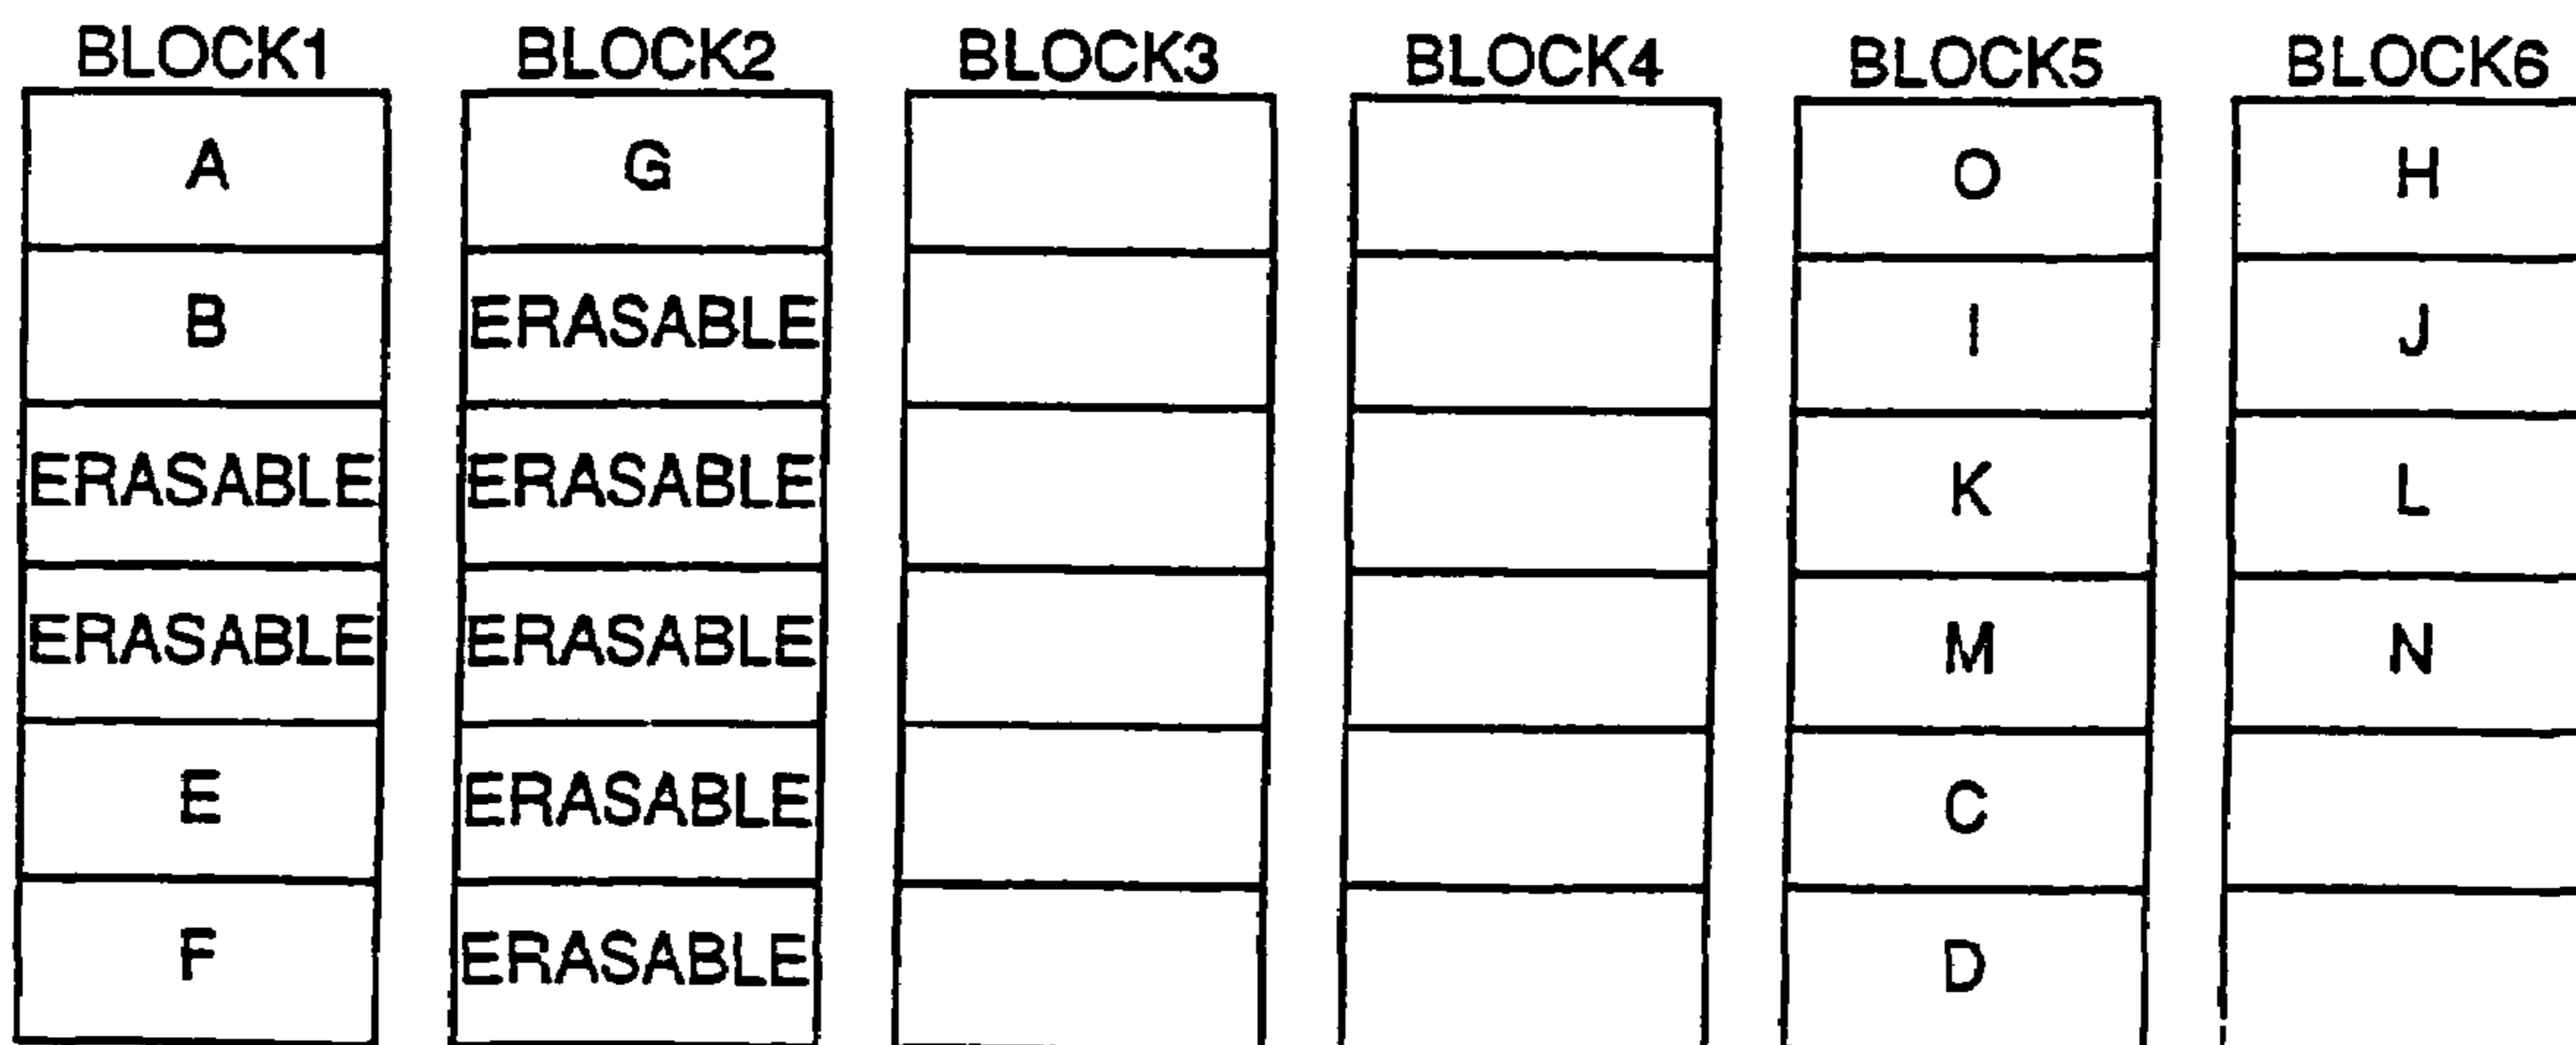 BLOCK1 BLOCK2 BLOCK3 BLOCK4 BLOCK5 BLOCK6
A G O H
B ERASABLE I J
ERASABLE ERASABLE K L
ERASABLE ERASABLE M N
E ERASABLE C
F ERASABLE D